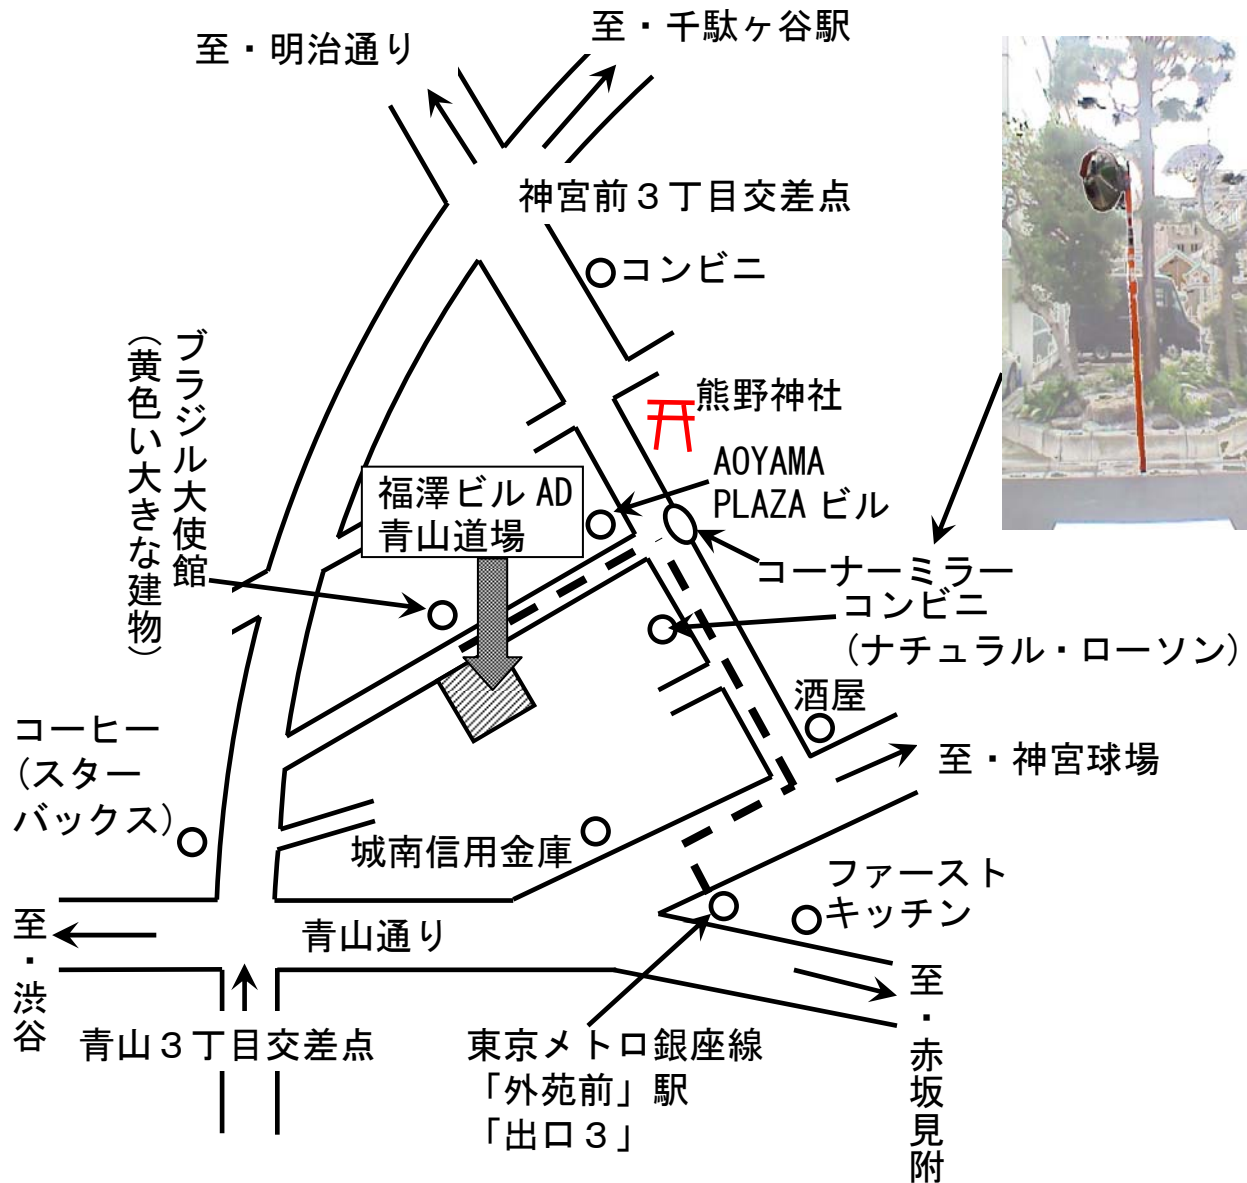 至・明治通り
至・千駄ヶ谷駅
神宮前３丁目交差点
コンビニ
ブラジル大使館
（黄色い大きな建物）
熊野神社
AOYAMA
PLAZA ビル
福澤ビル AD
青山道場
コーナーミラー
コンビニ
（ナチュラル・ローソン）
酒屋
コーヒー
（スター
バックス）
至・神宮球場
城南信用金庫
ファースト
キッチン
至・渋谷
青山通り
至・赤坂見附
青山３丁目交差点
東京メトロ銀座線
「外苑前」駅
「出口３」